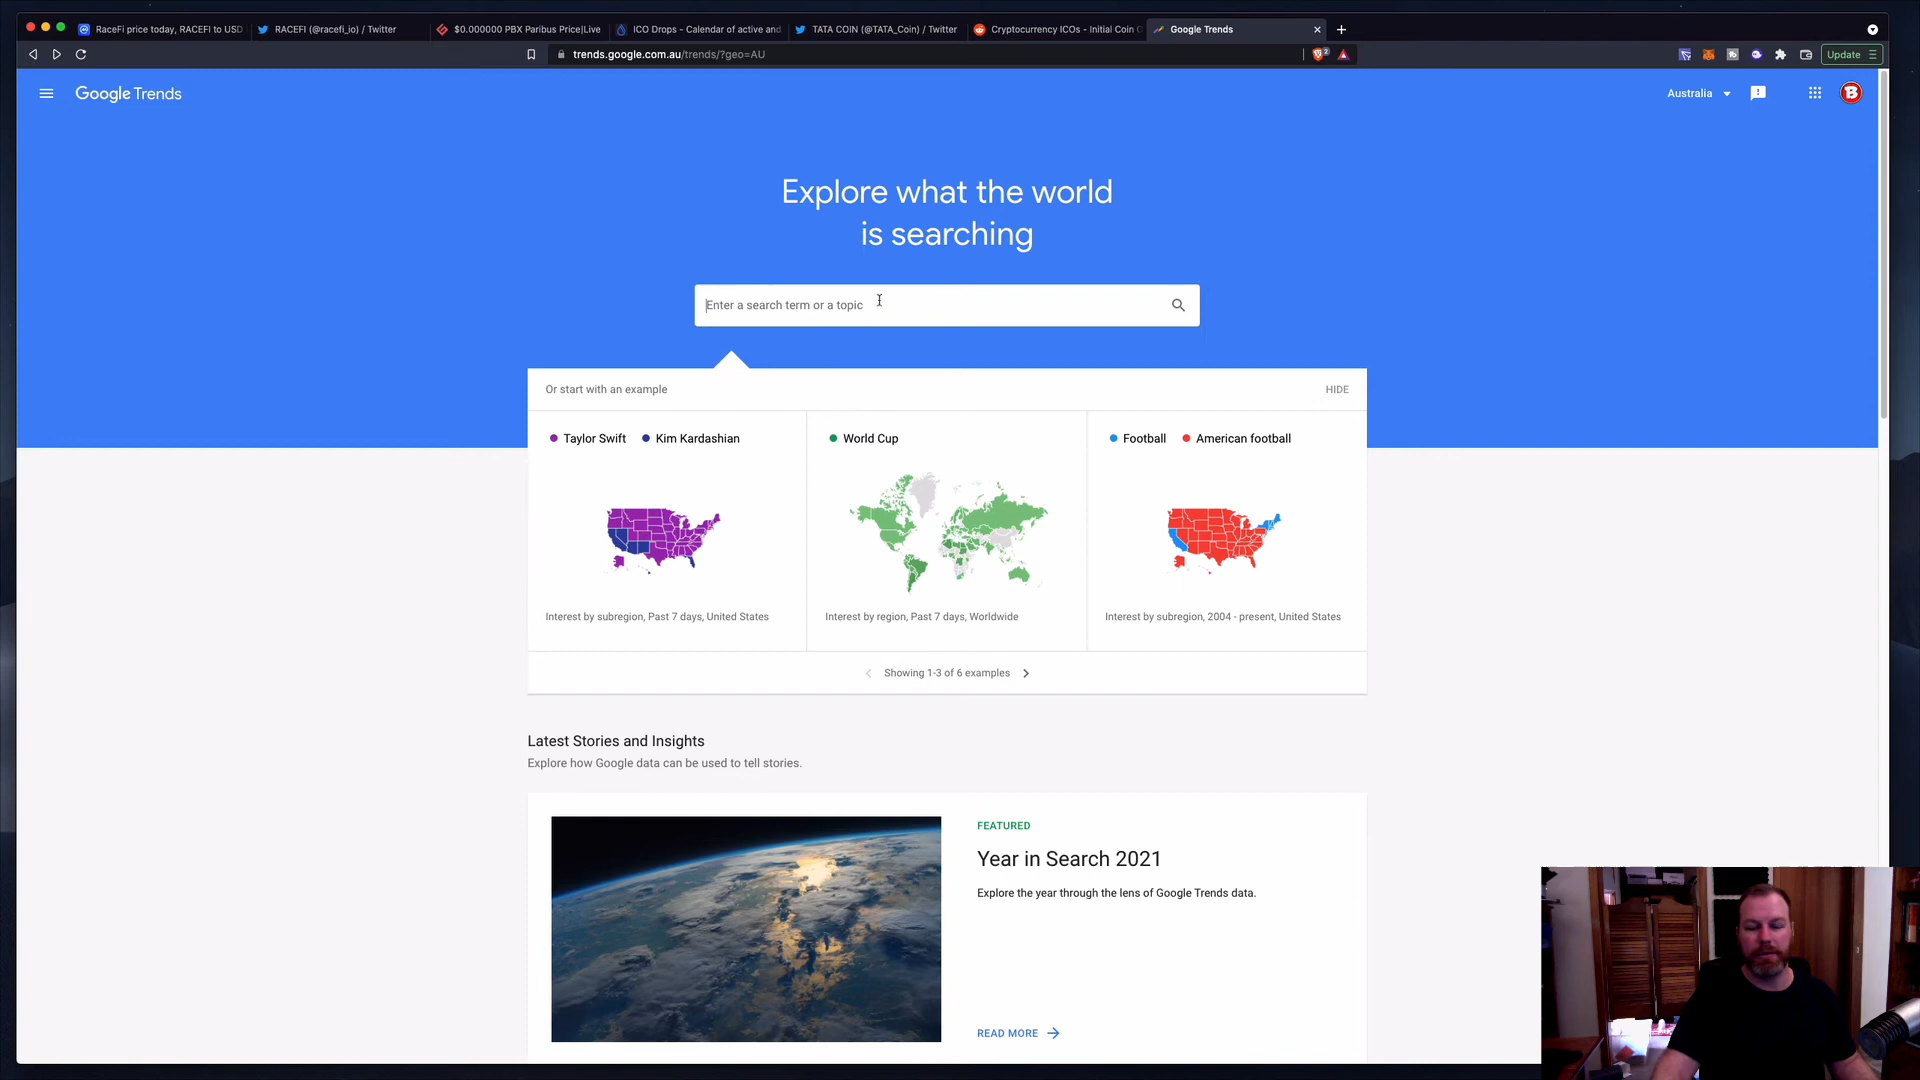 RaceFi price today, RACEFI to USD
RACEFI (@racefi_io) / Twitter
$0.000000 PBX Paribus Price|Live
ICO Drops - Calendar of active and
TATA COIN (@TATA_Coin) / Twitter
Cryptocurrency ICOs - Initial Coin O
Google Trends
trends.google.com.au/trends/?geo=AU
2
Update
Google Trends
Australia
B
Explore what the world
is searching
Enter a search term or a topic
Or start with an example
HIDE
Taylor Swift
Kim Kardashian
World Cup
Football
American football
Interest by subregion, Past 7 days, United States
Interest by region, Past 7 days, Worldwide
Interest by subregion, 2004 - present, United States
Showing 1-3 of 6 examples
Latest Stories and Insights
Explore how Google data can be used to tell stories.
FEATURED
Year in Search 2021
Explore the year through the lens of Google Trends data.
READ MORE